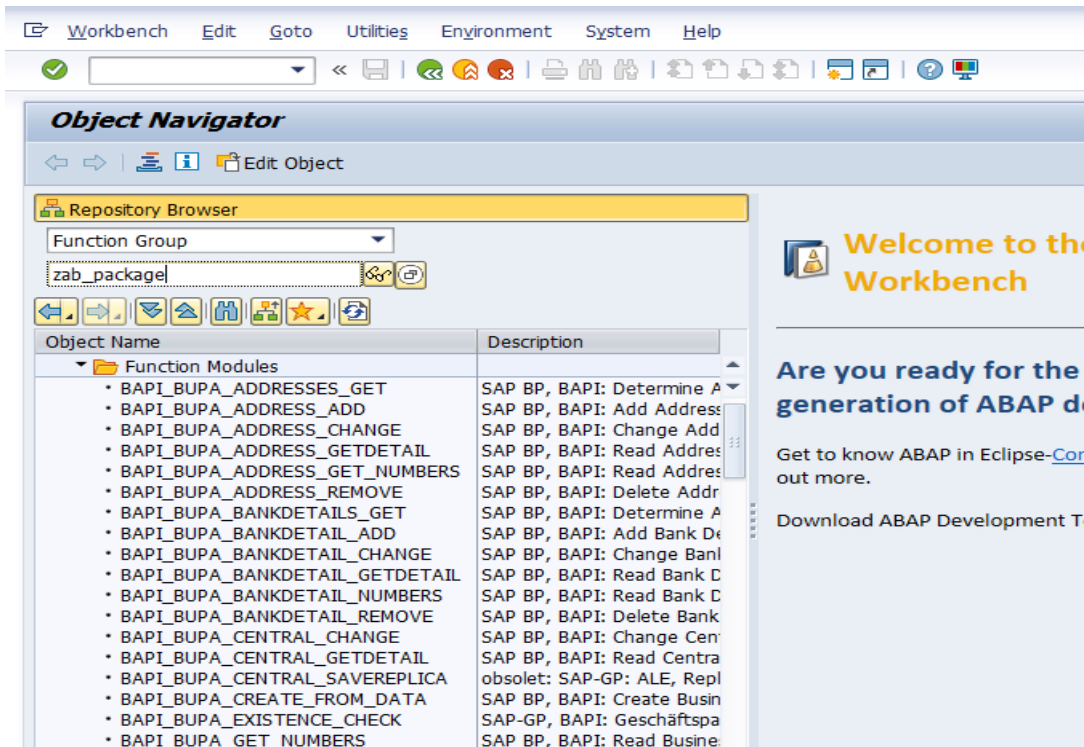 Workbench Edit Goto Utilities Environment System Help
Object Navigator
Edit Object
Repository Browser
Function Group
zab_package
Object Name Description
Function Modules
BAPI_BUPA_ADDRESSES_GET SAP BP, BAPI: Determine A
BAPI_BUPA_ADDRESS_ADD SAP BP, BAPI: Add Address
BAPI_BUPA_ADDRESS_CHANGE SAP BP, BAPI: Change Add
BAPI_BUPA_ADDRESS_GETDETAIL SAP BP, BAPI: Read Addres
BAPI_BUPA_ADDRESS_GET_NUMBERS SAP BP, BAPI: Read Addres
BAPI_BUPA_ADDRESS_REMOVE SAP BP, BAPI: Delete Addr
BAPI_BUPA_BANKDETAILS_GET SAP BP, BAPI: Determine A
BAPI_BUPA_BANKDETAIL_ADD SAP BP, BAPI: Add Bank De
BAPI_BUPA_BANKDETAIL_CHANGE SAP BP, BAPI: Change Bank
BAPI_BUPA_BANKDETAIL_GETDETAIL SAP BP, BAPI: Read Bank D
BAPI_BUPA_BANKDETAIL_NUMBERS SAP BP, BAPI: Read Bank D
BAPI_BUPA_BANKDETAIL_REMOVE SAP BP, BAPI: Delete Bank
BAPI_BUPA_CENTRAL_CHANGE SAP BP, BAPI: Change Cen
BAPI_BUPA_CENTRAL_GETDETAIL SAP BP, BAPI: Read Centra
BAPI_BUPA_CENTRAL_SAVEREPLICA obsolet: SAP-GP: ALE, Repl
BAPI_BUPA_CREATE_FROM_DATA SAP BP, BAPI: Create Busin
BAPI_BUPA_EXISTENCE_CHECK SAP-GP, BAPI: Geschäftspa
BAPI_BUPA_GET_NUMBERS SAP BP, BAPI: Read Busine
Welcome to the
Workbench
Are you ready for the
generation of ABAP de
Get to know ABAP in Eclipse-Cor
out more.
Download ABAP Development T